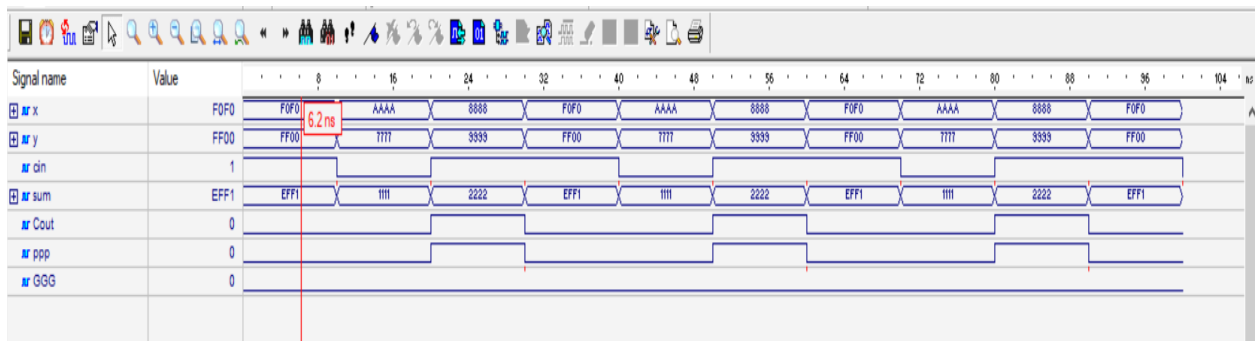 Signal name Value 8 16 24 32 40 48 56 64 72 80 88 96 104 ns
x F0F0 F0F0 AAAA 8888 F0F0 AAAA 8888 F0F0 AAAA 8888 F0F0
6.2 ns
y FF00 FF00 7777 9999 FF00 7777 9999 FF00 7777 9999 FF00
cin 1
sum EFF1 EFF1 1111 2222 EFF1 1111 2222 EFF1 1111 2222 EFF1
Cout 0
ppp 0
GGG 0